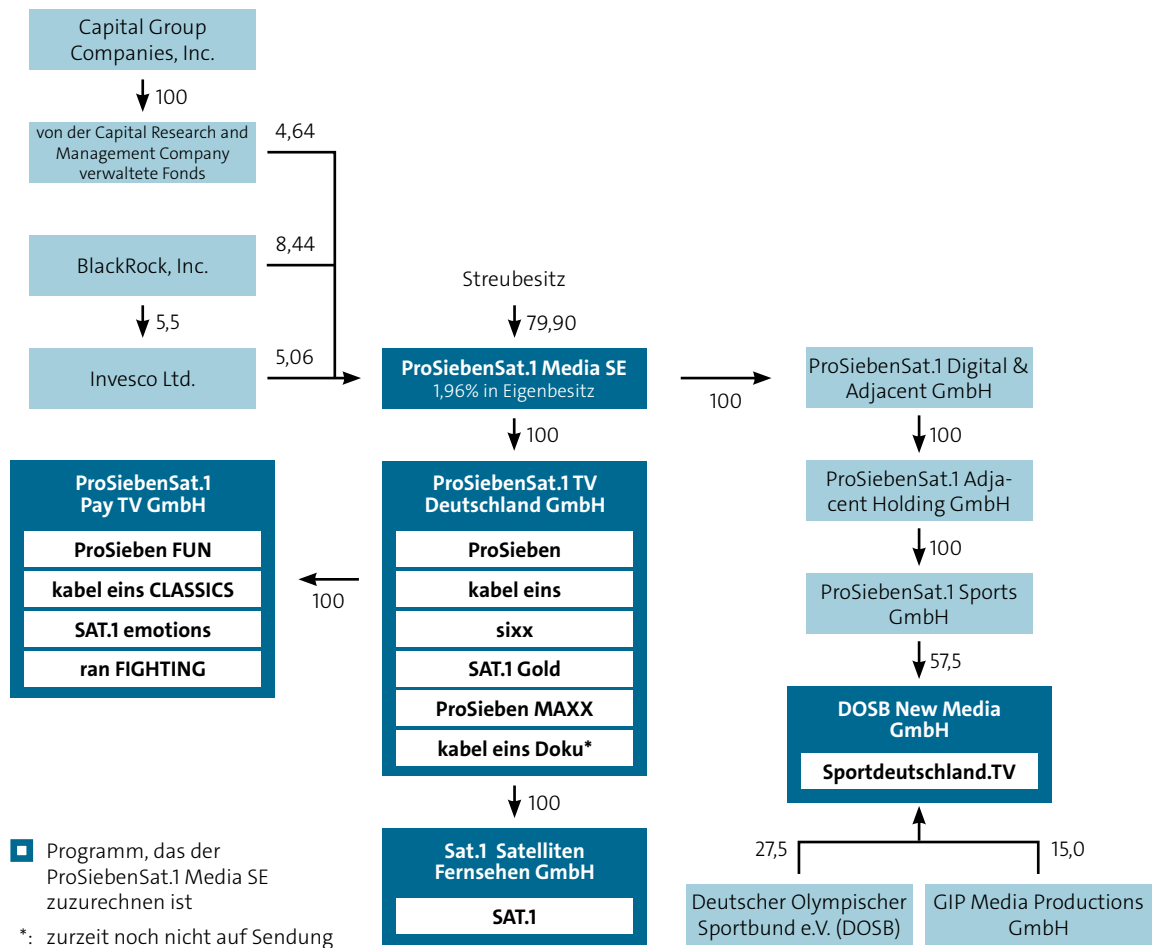 Capital Group
Companies, Inc.
100
von der Capital Research and
Management Company
verwaltete Fonds
4,64
BlackRock, Inc.
8,44
5,5
Invesco Ltd.
5,06
Streubesitz
79,90
ProSiebenSat.1 Media SE
1,96% in Eigenbesitz
100
ProSiebenSat.1 Digital &
Adjacent GmbH
100
ProSiebenSat.1 Adja-
cent Holding GmbH
100
ProSiebenSat.1 Sports
GmbH
57,5
DOSB New Media
GmbH
Sportdeutschland.TV
27,5
15,0
Deutscher Olympischer
Sportbund e.V. (DOSB)
GIP Media Productions
GmbH
100
ProSiebenSat.1 TV
Deutschland GmbH
ProSieben
kabel eins
sixx
SAT.1 Gold
ProSieben MAXX
kabel eins Doku*
100
ProSiebenSat.1
Pay TV GmbH
ProSieben FUN
kabel eins CLASSICS
SAT.1 emotions
ran FIGHTING
100
Sat.1 Satelliten
Fernsehen GmbH
SAT.1
Programm, das der
ProSiebenSat.1 Media SE
zuzurechnen ist
*: zurzeit noch nicht auf Sendung